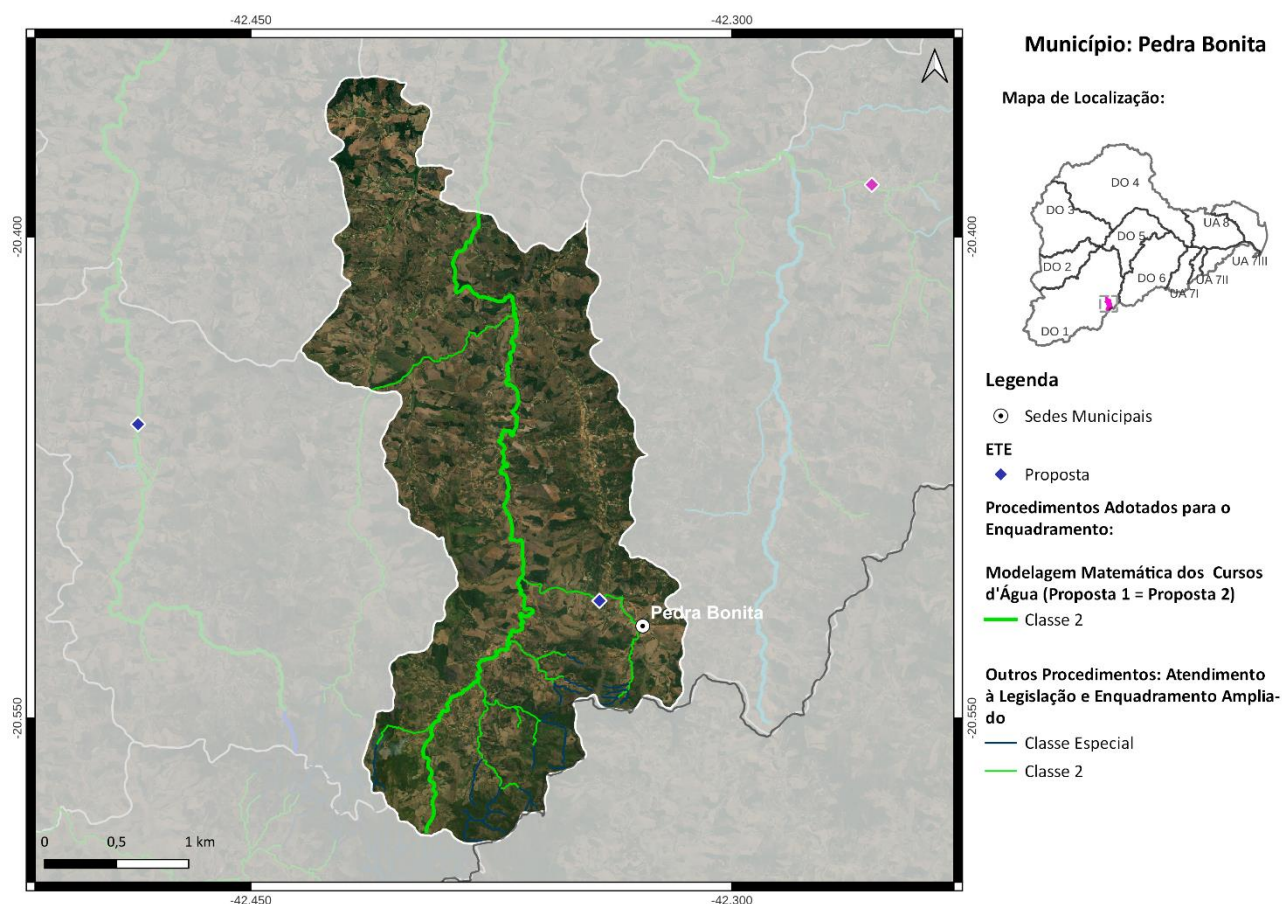 -42.450
-42.300
Município: Pedra Bonita
Mapa de Localização:
DO 4
DO 3
UA 8
DO 5
UA 7III
DO 2
DO 6
UA 7II
UA 7I
DO 1
-20.400
-20.400
Legenda
Sedes Municipais
ETE
Proposta
Procedimentos Adotados para o
Enquadramento:
Modelagem Matemática dos Cursos
d'Água (Proposta 1 = Proposta 2)
Classe 2
Pedra Bonita
Outros Procedimentos: Atendimento
à Legislação e Enquadramento Amplia-
do
Classe Especial
Classe 2
-20.550
-20.550
0 0,5 1 km
-42.450
-42.300